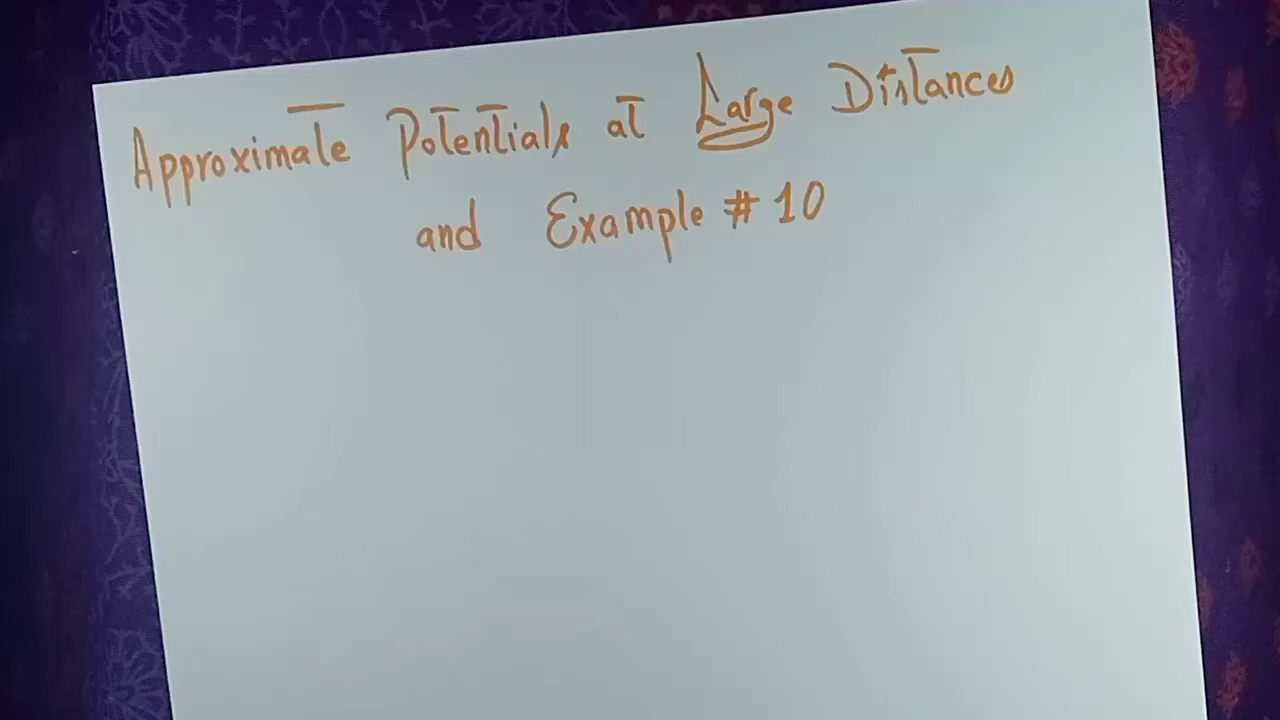 Approximate Potentials at Large Distances
and Example # 10